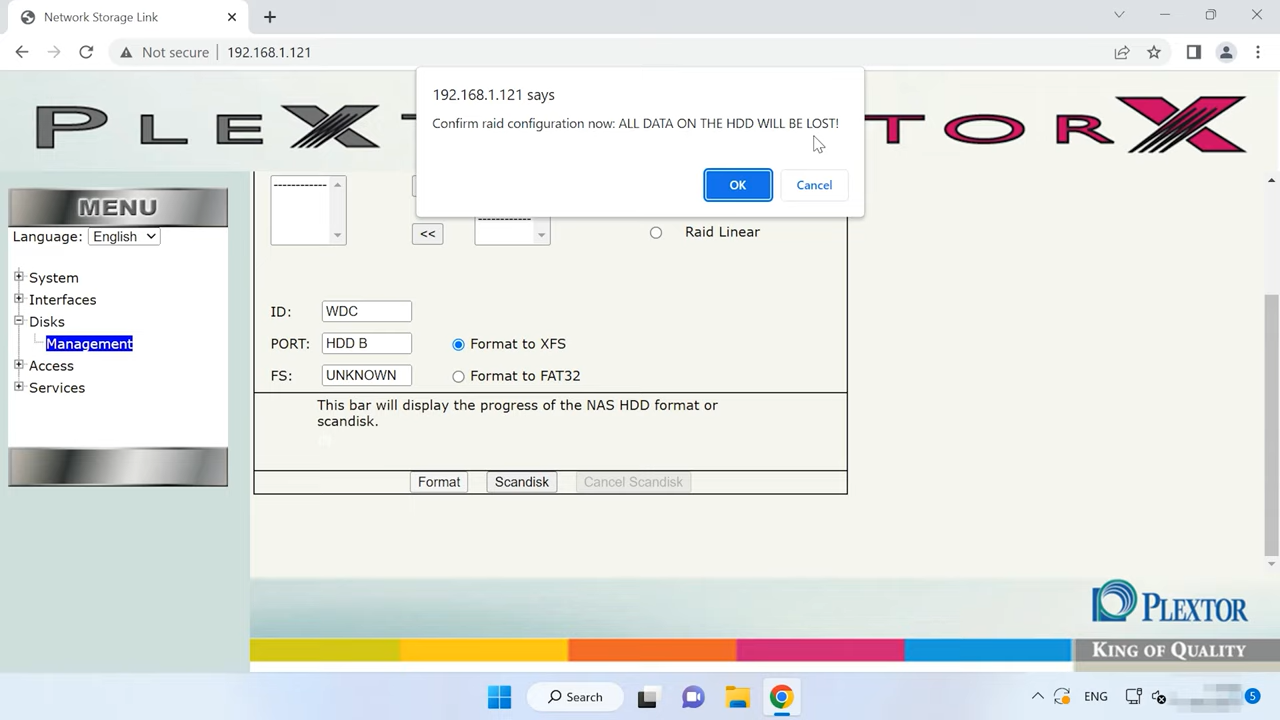 Network Storage Link
Not secure
192.168.1.121
192.168.1.121 says
Confirm raid configuration now: ALL DATA ON THE HDD WILL BE LOST!
OK
Cancel
PLEXTOR
TORX
MENU
Language: English
System
Interfaces
Disks
Management
Access
Services
------------
------------
<<
Raid Linear
ID: WDC
PORT: HDD B
Format to XFS
FS: UNKNOWN
Format to FAT32
This bar will display the progress of the NAS HDD format or
scandisk.
Format
Scandisk
Cancel Scandisk
PLEXTOR
KING OF QUALITY
Search
ENG
5